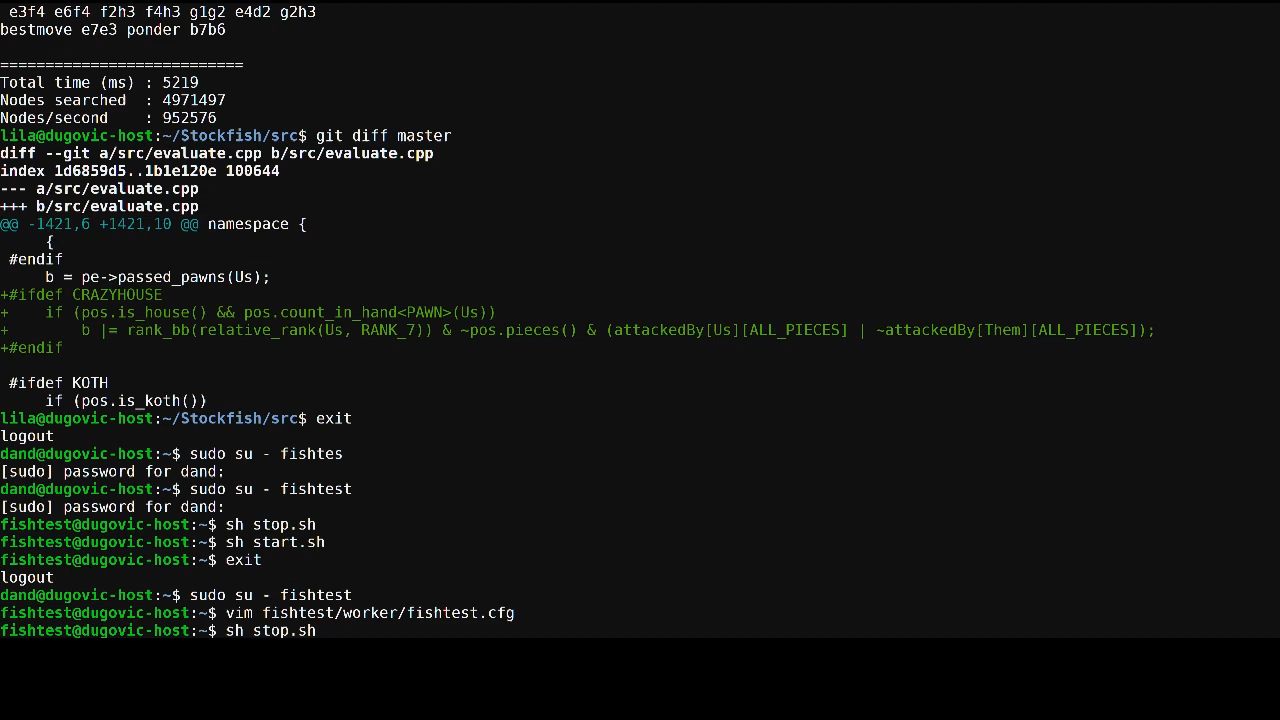 e3f4 e6f4 f2h3 f4h3 g1g2 e4d2 g2h3
bestmove e7e3 ponder b7b6
===========================
Total time (ms) : 5219
Nodes searched  : 4971497
Nodes/second    : 952576
lila@dugovic-host:~/Stockfish/src$ git diff master
diff --git a/src/evaluate.cpp b/src/evaluate.cpp
index 1d6859d5..1b1e120e 100644
--- a/src/evaluate.cpp
+++ b/src/evaluate.cpp
@@ -1421,6 +1421,10 @@ namespace {
     {
 #endif
     b = pe->passed_pawns(Us);
+#ifdef CRAZYHOUSE
+    if (pos.is_house() && pos.count_in_hand<PAWN>(Us))
+        b |= rank_bb(relative_rank(Us, RANK_7)) & ~pos.pieces() & (attackedBy[Us][ALL_PIECES] | ~attackedBy[Them][ALL_PIECES]);
+#endif
 #ifdef KOTH
     if (pos.is_koth())
lila@dugovic-host:~/Stockfish/src$ exit
logout
dand@dugovic-host:~$ sudo su - fishtes
[sudo] password for dand:
dand@dugovic-host:~$ sudo su - fishtest
[sudo] password for dand:
fishtest@dugovic-host:~$ sh stop.sh
fishtest@dugovic-host:~$ sh start.sh
fishtest@dugovic-host:~$ exit
logout
dand@dugovic-host:~$ sudo su - fishtest
fishtest@dugovic-host:~$ vim fishtest/worker/fishtest.cfg
fishtest@dugovic-host:~$ sh stop.sh